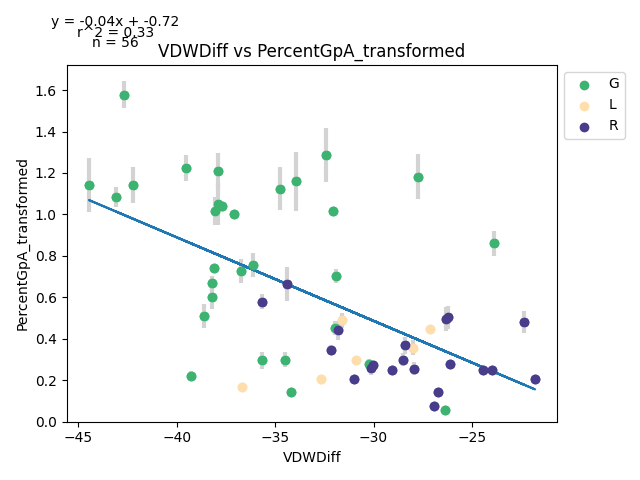 y = -0.04x + -0.72
r^2 = 0.33
n = 56
VDWDiff vs PercentGpA_transformed
G
L
R
PercentGpA_transformed
1.6
1.4
1.2
1.0
0.8
0.6
0.4
0.2
0.0
−45 −40 −35 −30 −25
VDWDiff